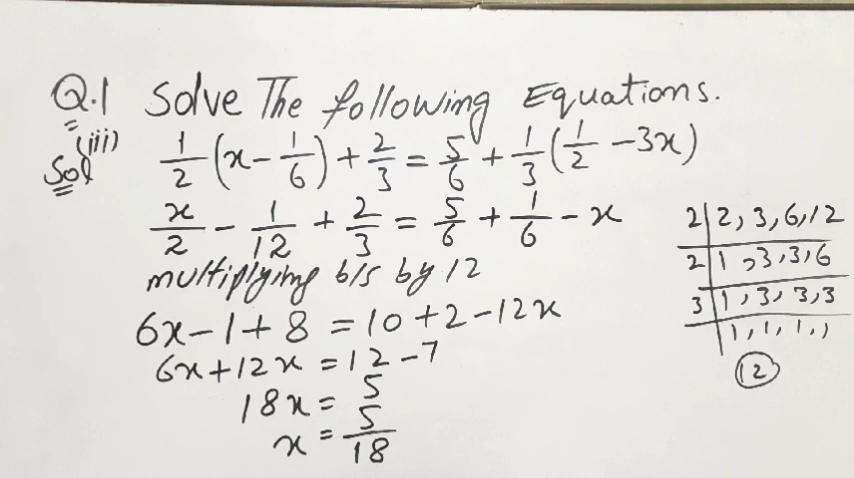 Q.1 Solve The following Equations.
(iii)
Sol 1/2 (x - 1/6) + 2/3 = 5/6 + 1/3 (1/2 - 3x)
x/2 - 1/12 + 2/3 = 5/6 + 1/6 - x
multiplying b/s by 12
6x - 1 + 8 = 10 + 2 - 12x
6x + 12x = 12 - 7
18x = 5
x = 5/18
2 | 2, 3, 6, 12
2 | 1, 3, 3, 6
3 | 1, 3, 3, 3
| 1, 1, 1, ,
12